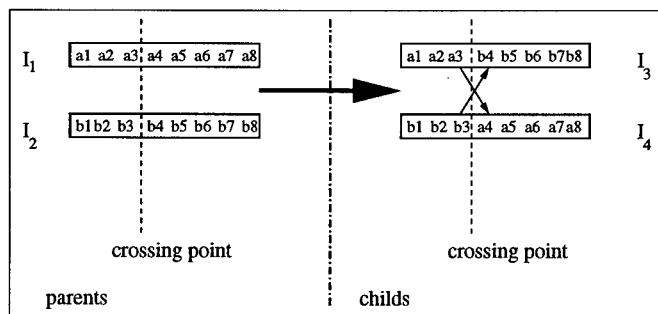 I1 a1 a2 a3 a4 a5 a6 a7 a8 a1 a2 a3 b4 b5 b6 b7 b8 I3
I2 b1 b2 b3 b4 b5 b6 b7 b8 b1 b2 b3 a4 a5 a6 a7 a8 I4
crossing point crossing point
parents childs